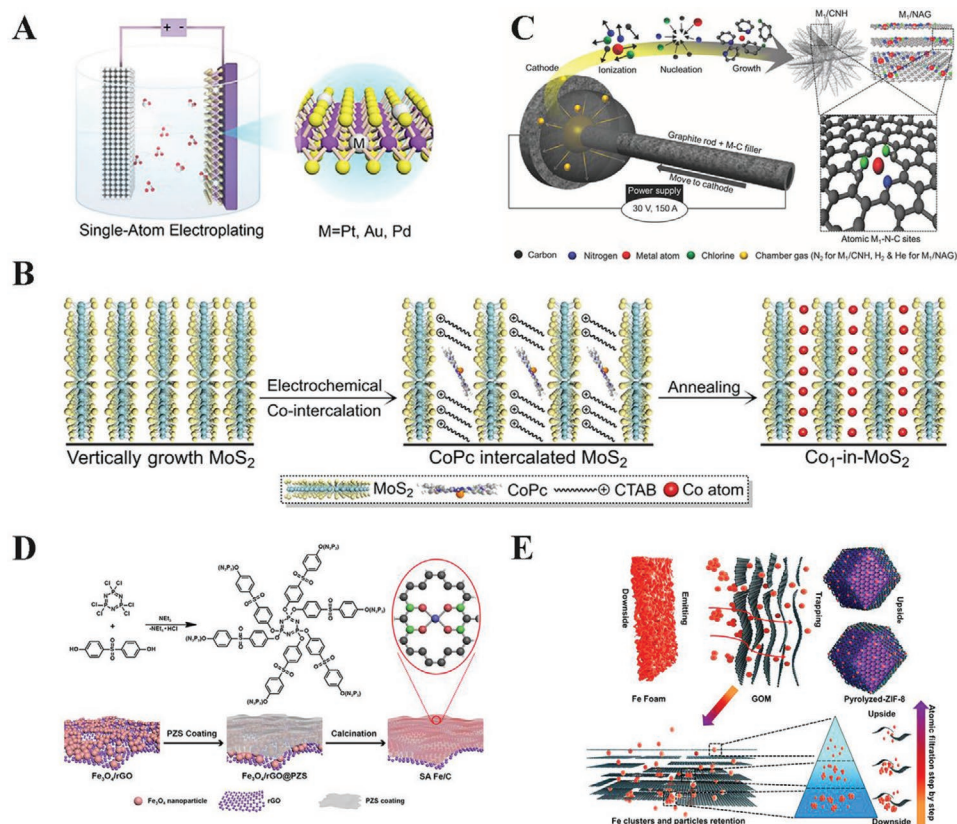 A
+ -
Single-Atom Electroplating
M
M=Pt, Au, Pd
C
Cathode
Ionization
Nucleation
Growth
M₁/CNH
M₁/NAG
Graphite rod + M-C filler
Move to cathode
Power supply
30 V, 150 A
Atomic M₁-N-C sites
Carbon Nitrogen Metal atom Chlorine Chamber gas (N₂ for M₁/CNH, H₂ & He for M₁/NAG)
B
Electrochemical
Co-intercalation
Annealing
Vertically growth MoS₂
CoPc intercalated MoS₂
Co₁-in-MoS₂
MoS₂ CoPc CTAB Co atom
D
NEt₃
-NEt₃•HCl
PZS Coating
Calcination
Fe₃O₄/rGO
Fe₃O₄/rGO@PZS
SA Fe/C
Fe₃O₄ nanoparticle rGO PZS coating
E
Downside
Emitting
Trapping
Upside
Fe Foam
GOM
Pyrolyzed-ZIF-8
Upside
Atomic filtration step by step
Downside
Fe clusters and particles retention